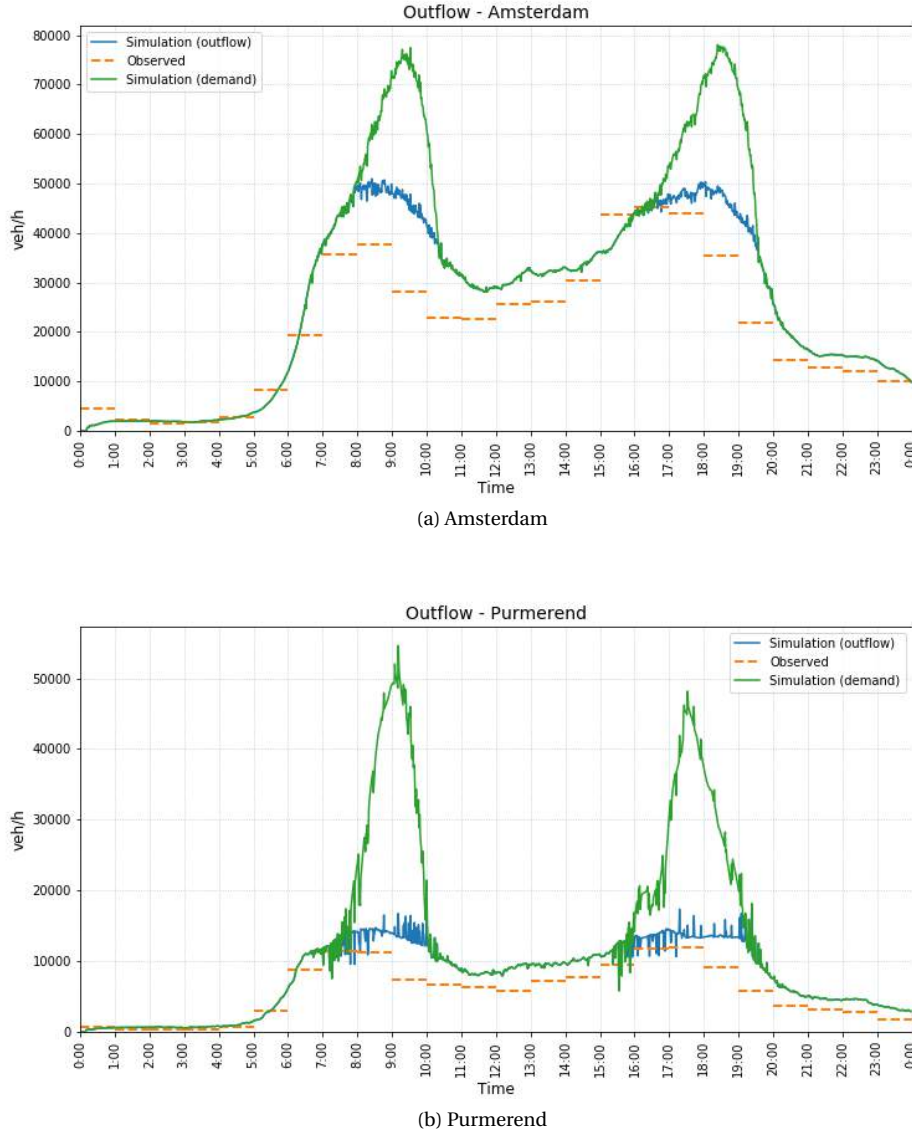 Outflow - Amsterdam
80000
70000
60000
50000
40000
30000
20000
10000
0
veh/h
Simulation (outflow)
Observed
Simulation (demand)
0:00 1:00 2:00 3:00 4:00 5:00 6:00 7:00 8:00 9:00 10:00 11:00 12:00 13:00 14:00 15:00 16:00 17:00 18:00 19:00 20:00 21:00 22:00 23:00 0:00
Time
(a) Amsterdam
Outflow - Purmerend
50000
40000
30000
20000
10000
0
veh/h
Simulation (outflow)
Observed
Simulation (demand)
0:00 1:00 2:00 3:00 4:00 5:00 6:00 7:00 8:00 9:00 10:00 11:00 12:00 13:00 14:00 15:00 16:00 17:00 18:00 19:00 20:00 21:00 22:00 23:00 0:00
Time
(b) Purmerend